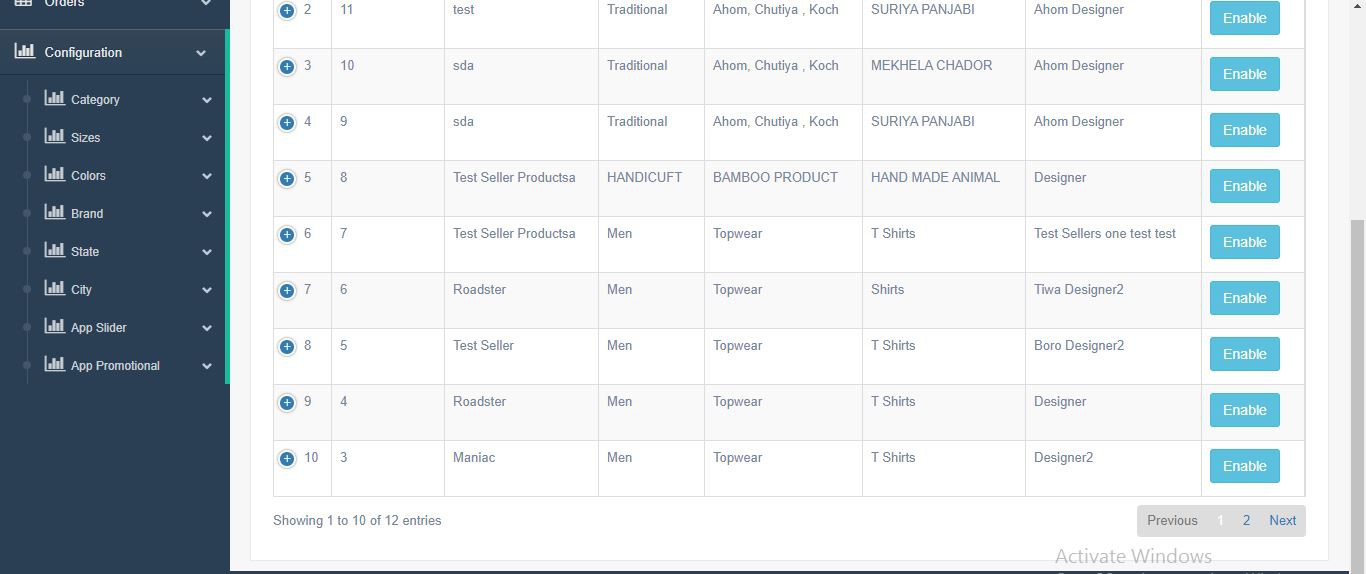 Orders
Configuration
Category
Sizes
Colors
Brand
State
City
App Slider
App Promotional
2 11 test Traditional Ahom, Chutiya , Koch SURIYA PANJABI Ahom Designer Enable
3 10 sda Traditional Ahom, Chutiya , Koch MEKHELA CHADOR Ahom Designer Enable
4 9 sda Traditional Ahom, Chutiya , Koch SURIYA PANJABI Ahom Designer Enable
5 8 Test Seller Productsa HANDICUFT BAMBOO PRODUCT HAND MADE ANIMAL Designer Enable
6 7 Test Seller Productsa Men Topwear T Shirts Test Sellers one test test Enable
7 6 Roadster Men Topwear Shirts Tiwa Designer2 Enable
8 5 Test Seller Men Topwear T Shirts Boro Designer2 Enable
9 4 Roadster Men Topwear T Shirts Designer Enable
10 3 Maniac Men Topwear T Shirts Designer2 Enable
Showing 1 to 10 of 12 entries
Previous 1 2 Next
Activate Windows